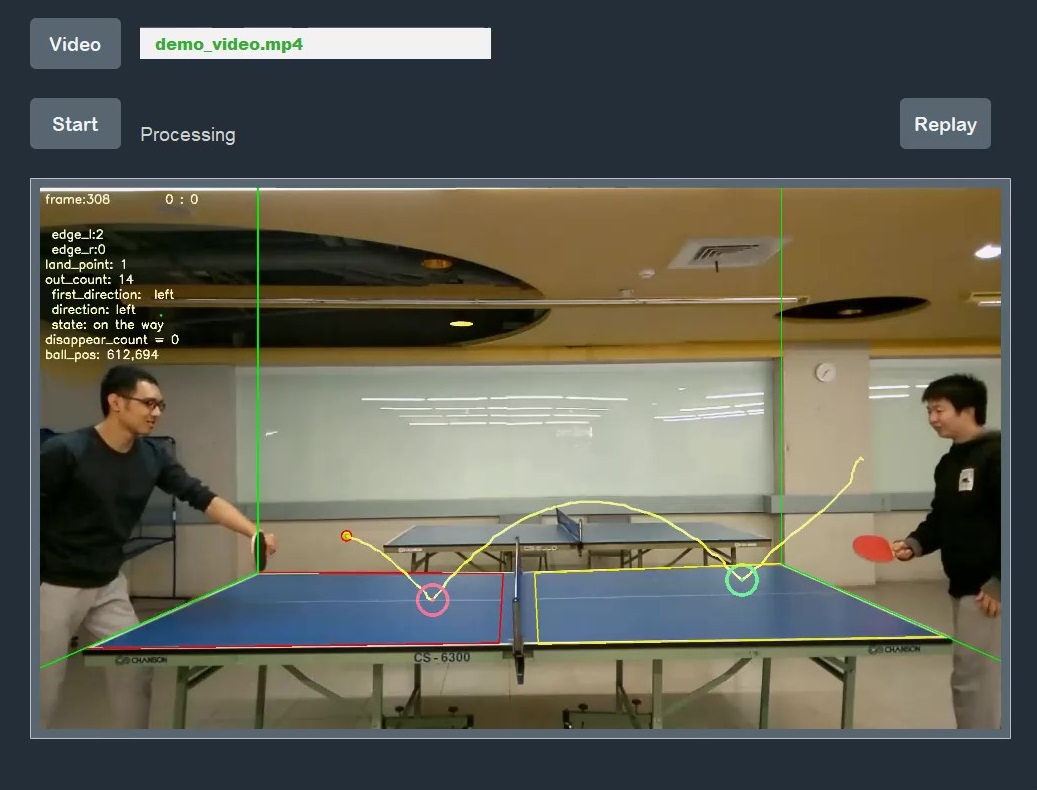 Video
demo_video.mp4
Start
Processing
Replay
frame:308 0 : 0
edge_l:2
edge_r:0
land_point: 1
out_count: 14
first_direction: left
direction: left
state: on the way
disappear_count = 0
ball_pos: 612,694
CHANSON
CS-6300
CHANSON